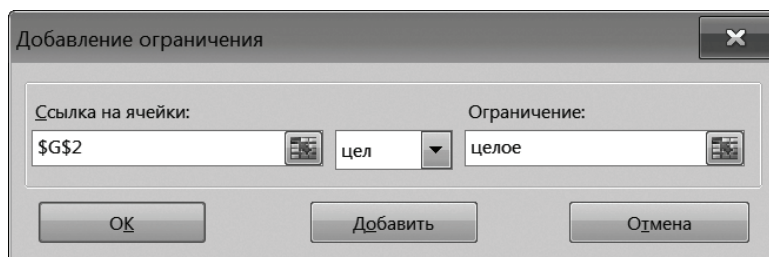 Добавление ограничения
Ссылка на ячейки: Ограничение:
$G$2 цел целое
ОК Добавить Отмена